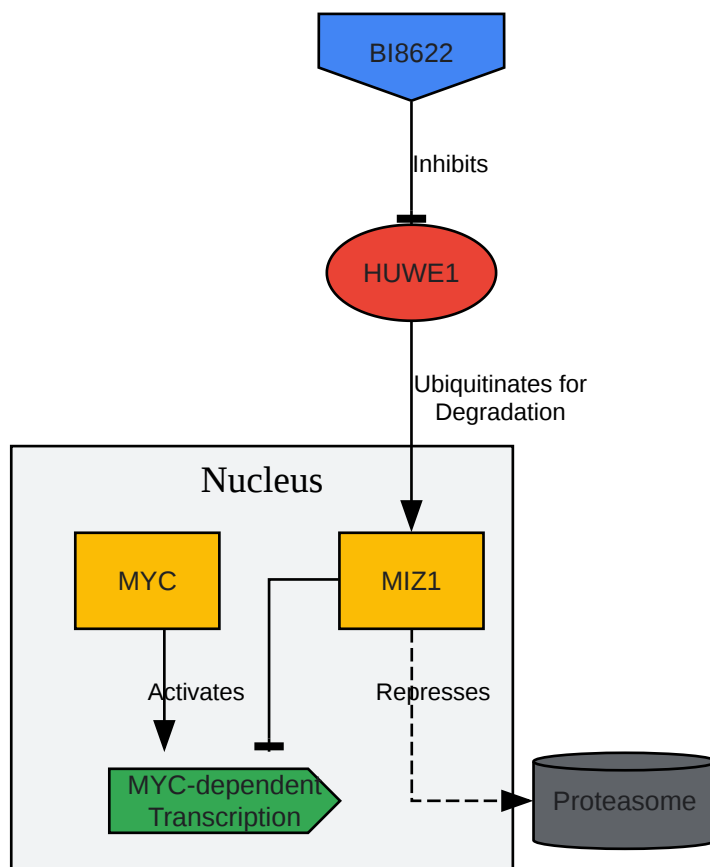 BI8622
Inhibits
HUWE1
Ubiquitinates for
Degradation
Nucleus
MYC
MIZ1
Activates
Represses
MYC-dependent
Transcription
Proteasome